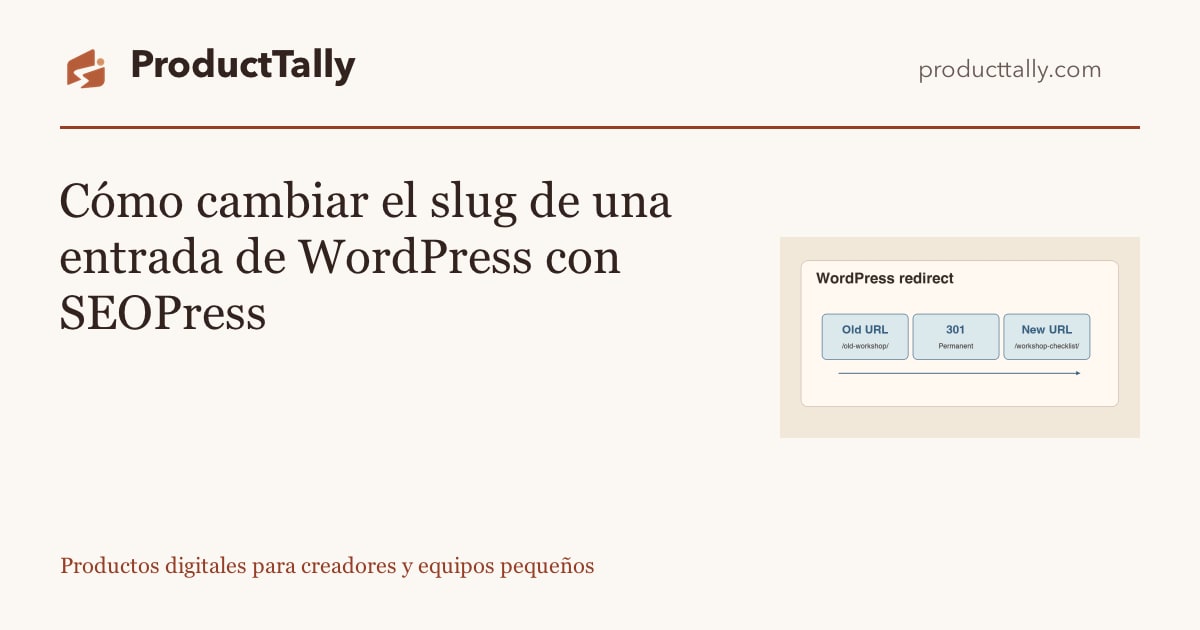 ProductTally
producttally.com
Cómo cambiar el slug de una
entrada de WordPress con
SEOPress
WordPress redirect
Old URL
/old-workshop/
301
Permanent
New URL
/workshop-checklist/
Productos digitales para creadores y equipos pequeños